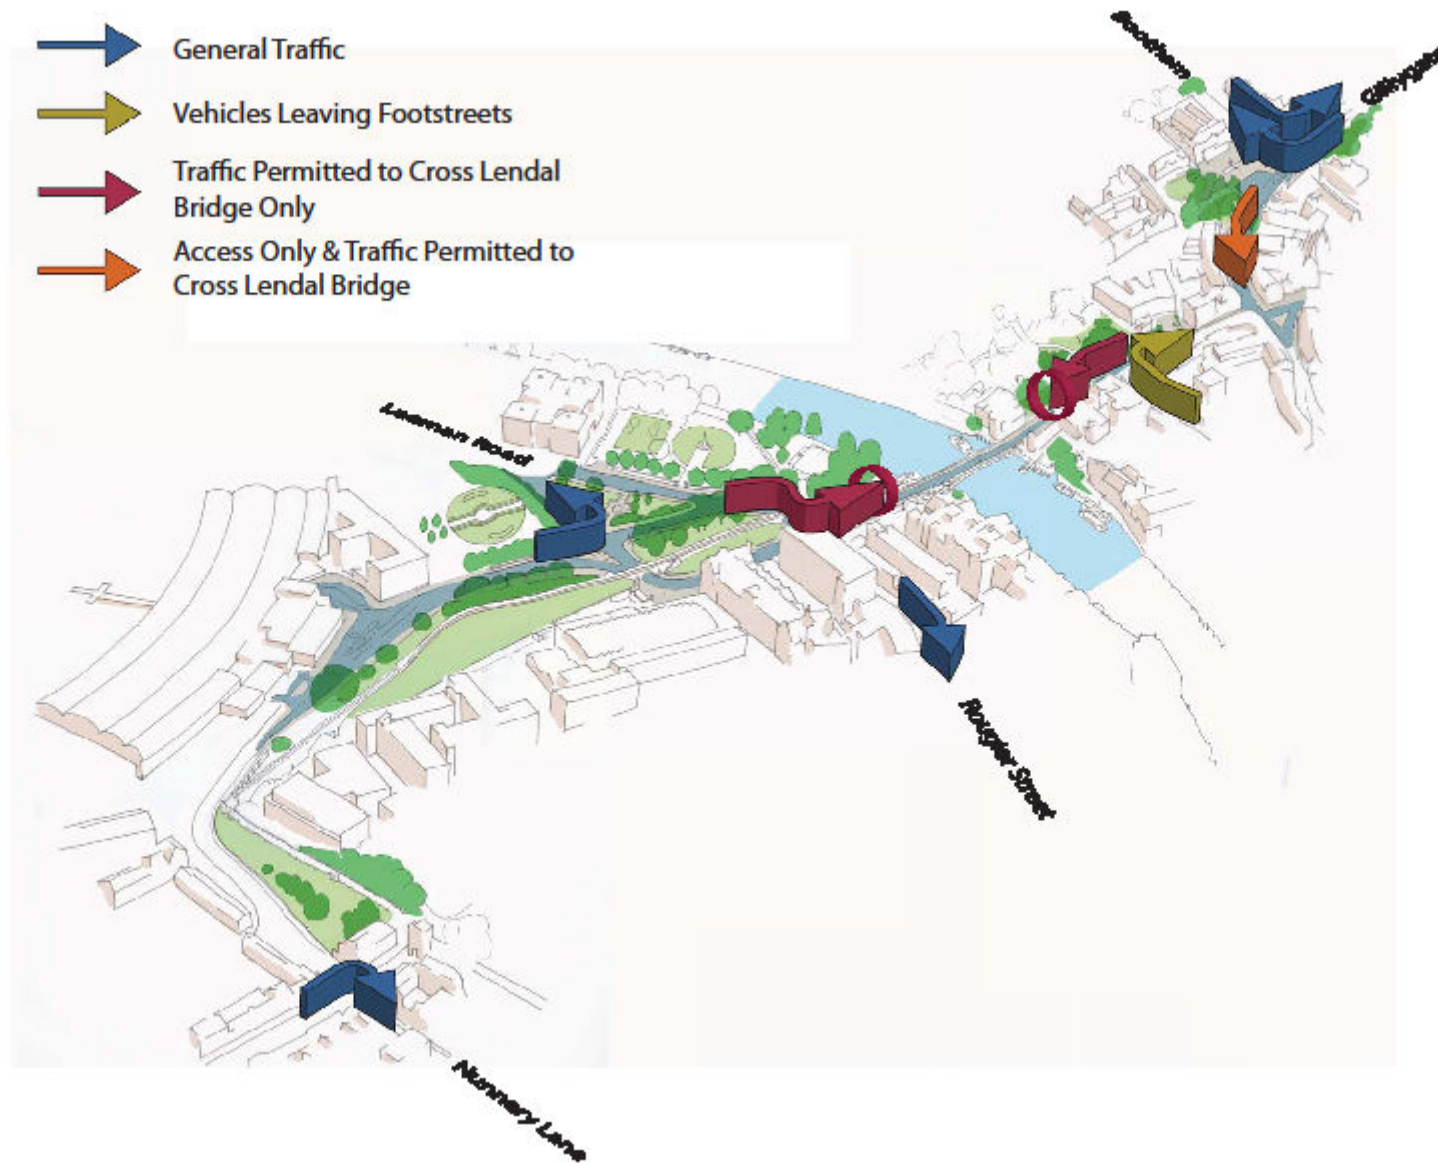 General Traffic
Vehicles Leaving Footstreets
Traffic Permitted to Cross Lendal
Bridge Only
Access Only & Traffic Permitted to
Cross Lendal Bridge
Bootham
Leeman Road
Rougier Street
Nunnery Lane